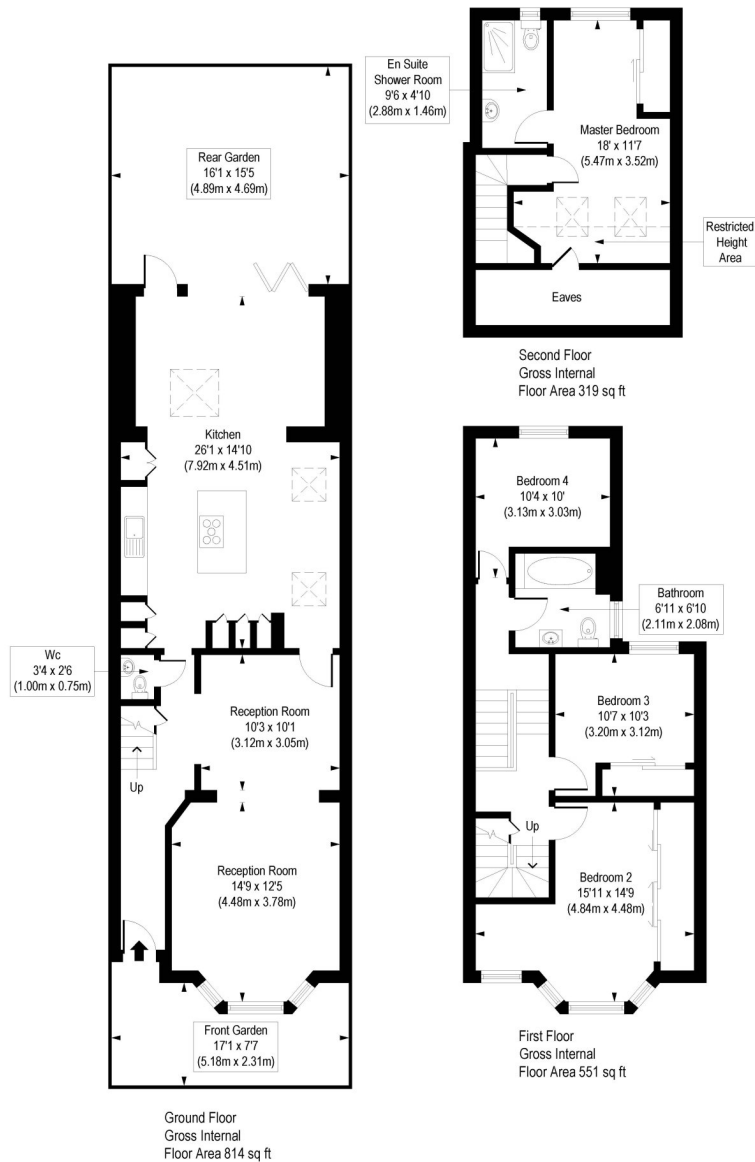 En Suite
Shower Room
9'6 x 4'10
(2.88m x 1.46m)
Master Bedroom
18' x 11'7
(5.47m x 3.52m)
Restricted
Height
Area
Eaves
Second Floor
Gross Internal
Floor Area 319 sq ft
Rear Garden
16'1 x 15'5
(4.89m x 4.69m)
Kitchen
26'1 x 14'10
(7.92m x 4.51m)
Wc
3'4 x 2'6
(1.00m x 0.75m)
Reception Room
10'3 x 10'1
(3.12m x 3.05m)
Up
Reception Room
14'9 x 12'5
(4.48m x 3.78m)
Front Garden
17'1 x 7'7
(5.18m x 2.31m)
Ground Floor
Gross Internal
Floor Area 814 sq ft
Bedroom 4
10'4 x 10'
(3.13m x 3.03m)
Bathroom
6'11 x 6'10
(2.11m x 2.08m)
Bedroom 3
10'7 x 10'3
(3.20m x 3.12m)
Up
Bedroom 2
15'11 x 14'9
(4.84m x 4.48m)
First Floor
Gross Internal
Floor Area 551 sq ft